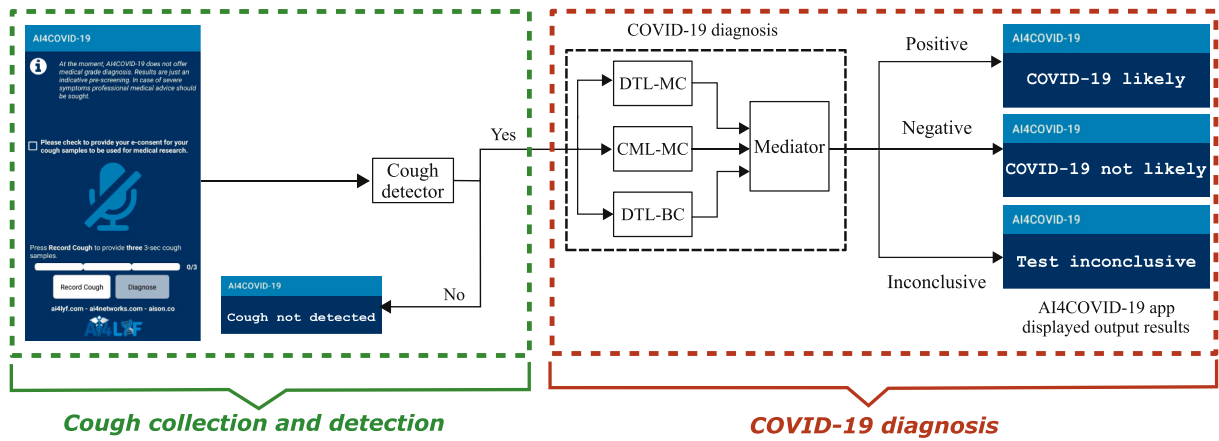 AI4COVID-19
At the moment, AI4COVID-19 does not offer
medical grade diagnosis. Results are just an
indicative pre-screening. In case of severe
symptoms professional medical advice should
be sought.
Please check to provide your e-consent for your
cough samples to be used for medical research.
Press Record Cough to provide three 3-sec cough
samples.
0/3
Record Cough
Diagnose
ai4lyf.com - ai4networks.com - aison.co
AI4LYF
Cough
detector
Yes
No
AI4COVID-19
Cough not detected
Cough collection and detection
COVID-19 diagnosis
DTL-MC
CML-MC
DTL-BC
Mediator
Positive
Negative
Inconclusive
AI4COVID-19
COVID-19 likely
AI4COVID-19
COVID-19 not likely
AI4COVID-19
Test inconclusive
AI4COVID-19 app
displayed output results
COVID-19 diagnosis